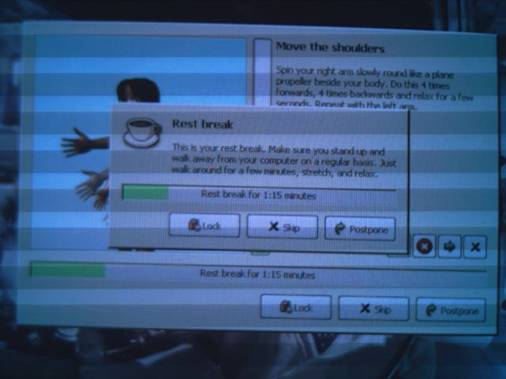 Move the shoulders
Spin your right arm slowly round like a plane
propeller beside your body. Do this 4 times
forwards, 4 times backwards and relax for a few
seconds. Repeat with the left arm.
Rest break
This is your rest break. Make sure you stand up and
walk away from your computer on a regular basis. Just
walk around for a few minutes, stretch, and relax.
Rest break for 1:15 minutes
Lock
Skip
Postpone
Rest break for 1:15 minutes
Lock
Skip
Postpone